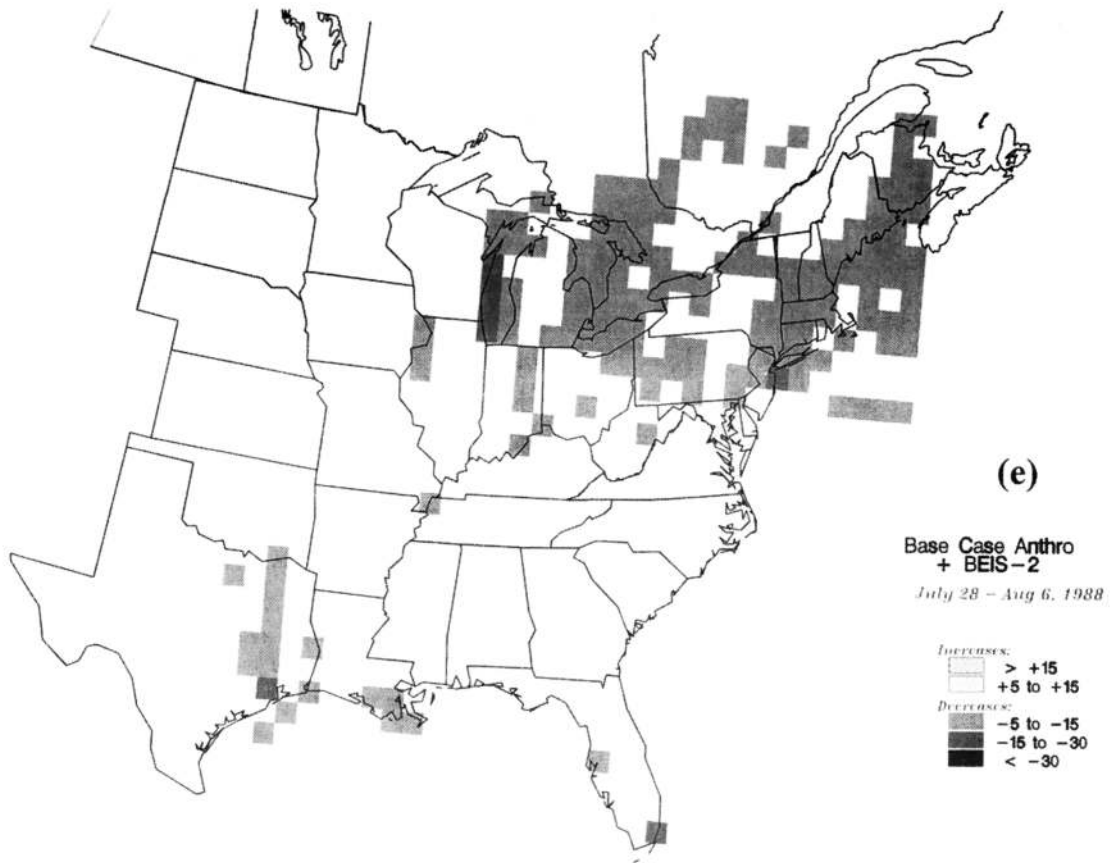 (e)
Base Case Anthro
+ BEIS-2
July 28 - Aug 6, 1988
Increases:
> +15
+5 to +15
Decreases:
-5 to -15
-15 to -30
< -30